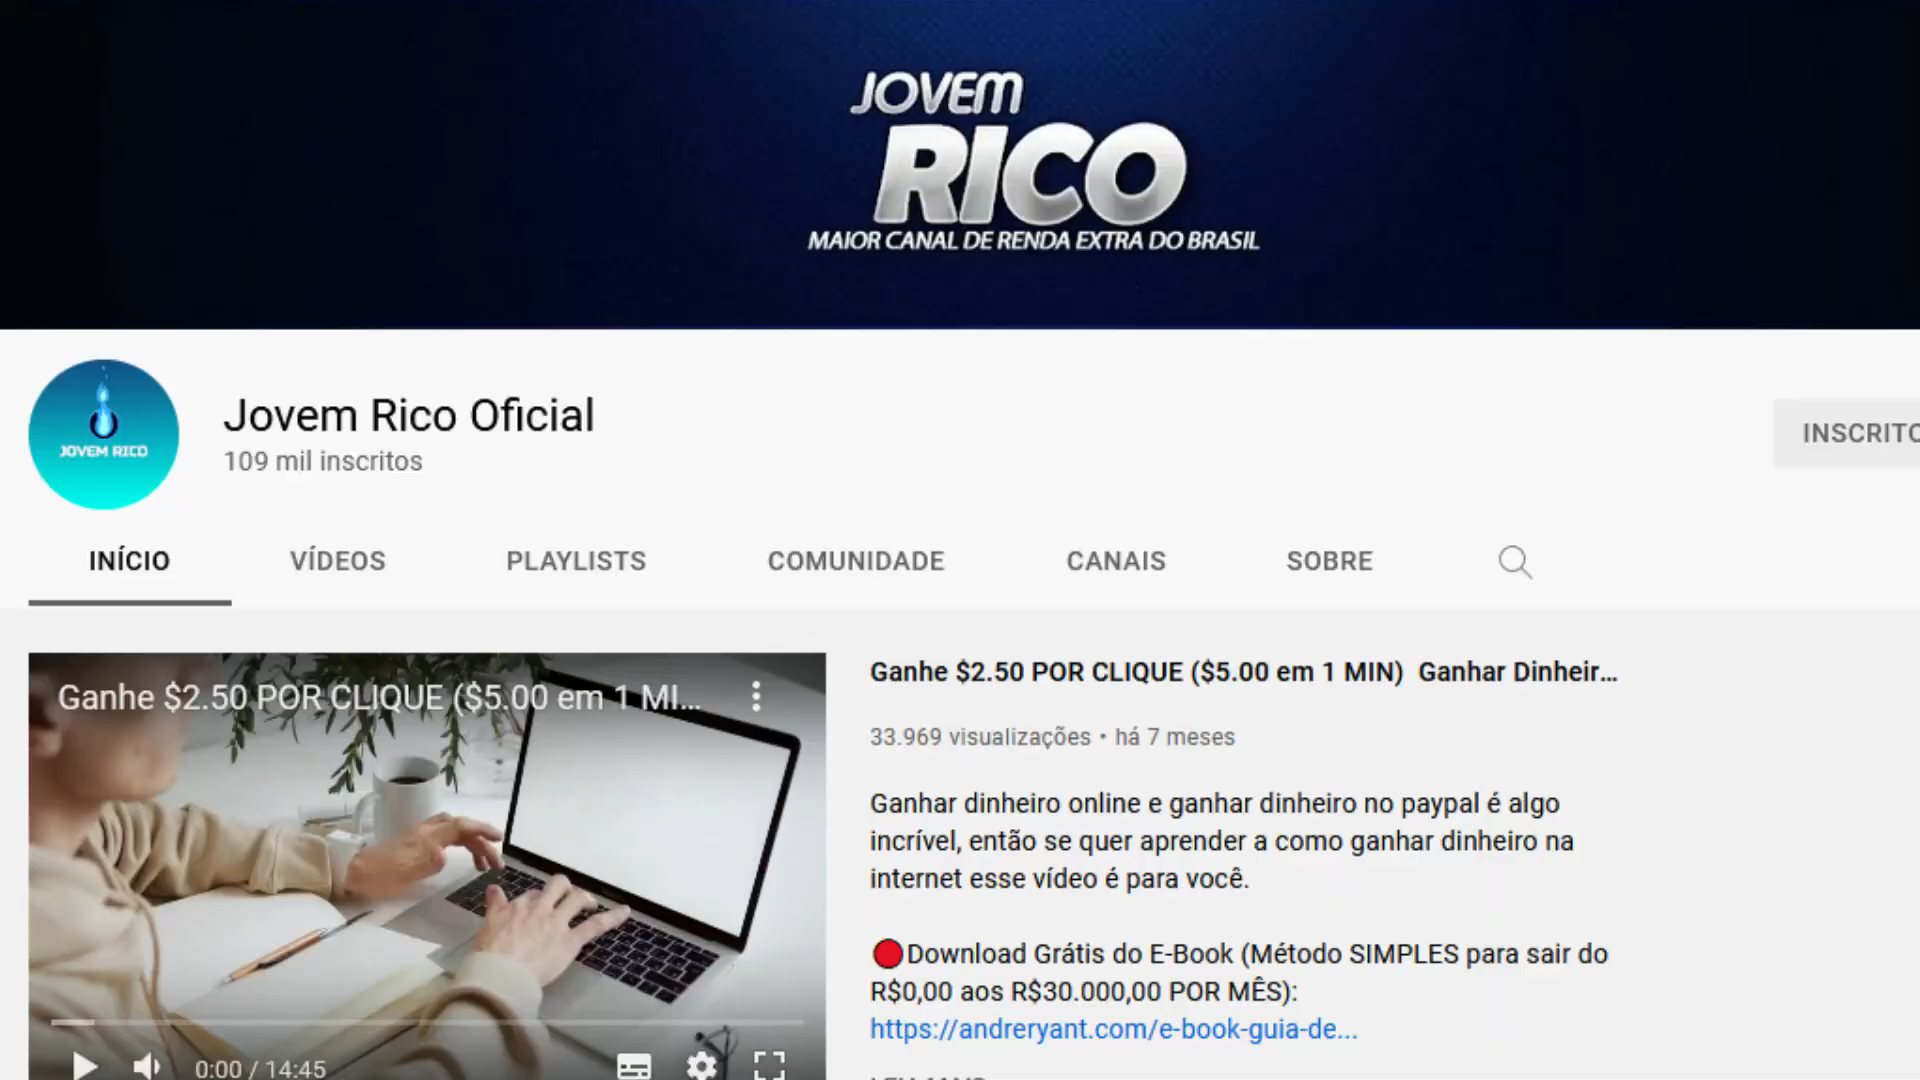 JOVEM
RICO
MAIOR CANAL DE RENDA EXTRA DO BRASIL
JOVEM RICO
Jovem Rico Oficial
109 mil inscritos
INSCRITO
INÍCIO
VÍDEOS
PLAYLISTS
COMUNIDADE
CANAIS
SOBRE
Ganhe $2.50 POR CLIQUE ($5.00 em 1 MI...
0:00 / 14:45
Ganhe $2.50 POR CLIQUE ($5.00 em 1 MIN) Ganhar Dinheir...
33.969 visualizações • há 7 meses
Ganhar dinheiro online e ganhar dinheiro no paypal é algo
incrível, então se quer aprender a como ganhar dinheiro na
internet esse vídeo é para você.
🔴Download Grátis do E-Book (Método SIMPLES para sair do
R$0,00 aos R$30.000,00 POR MÊS):
https://andreryant.com/e-book-guia-de...